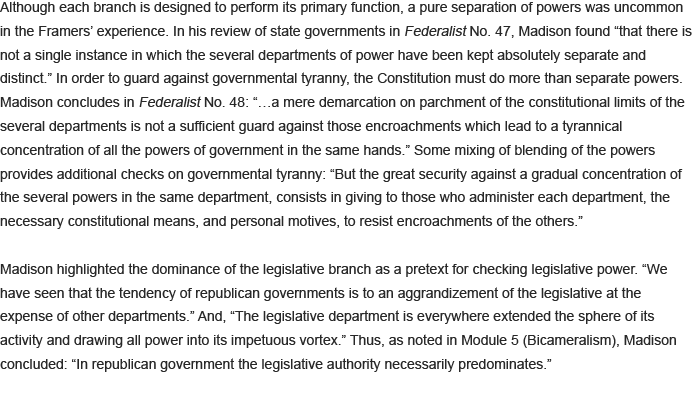 Although each branch is designed to perform its primary function, a pure separation of powers was uncommon
in the Framers’ experience. In his review of state governments in Federalist No. 47, Madison found “that there is
not a single instance in which the several departments of power have been kept absolutely separate and
distinct.” In order to guard against governmental tyranny, the Constitution must do more than separate powers.
Madison concludes in Federalist No. 48: “…a mere demarcation on parchment of the constitutional limits of the
several departments is not a sufficient guard against those encroachments which lead to a tyrannical
concentration of all the powers of government in the same hands.” Some mixing of blending of the powers
provides additional checks on governmental tyranny: “But the great security against a gradual concentration of
the several powers in the same department, consists in giving to those who administer each department, the
necessary constitutional means, and personal motives, to resist encroachments of the others.”
Madison highlighted the dominance of the legislative branch as a pretext for checking legislative power. “We
have seen that the tendency of republican governments is to an aggrandizement of the legislative at the
expense of other departments.” And, “The legislative department is everywhere extended the sphere of its
activity and drawing all power into its impetuous vortex.” Thus, as noted in Module 5 (Bicameralism), Madison
concluded: “In republican government the legislative authority necessarily predominates.”